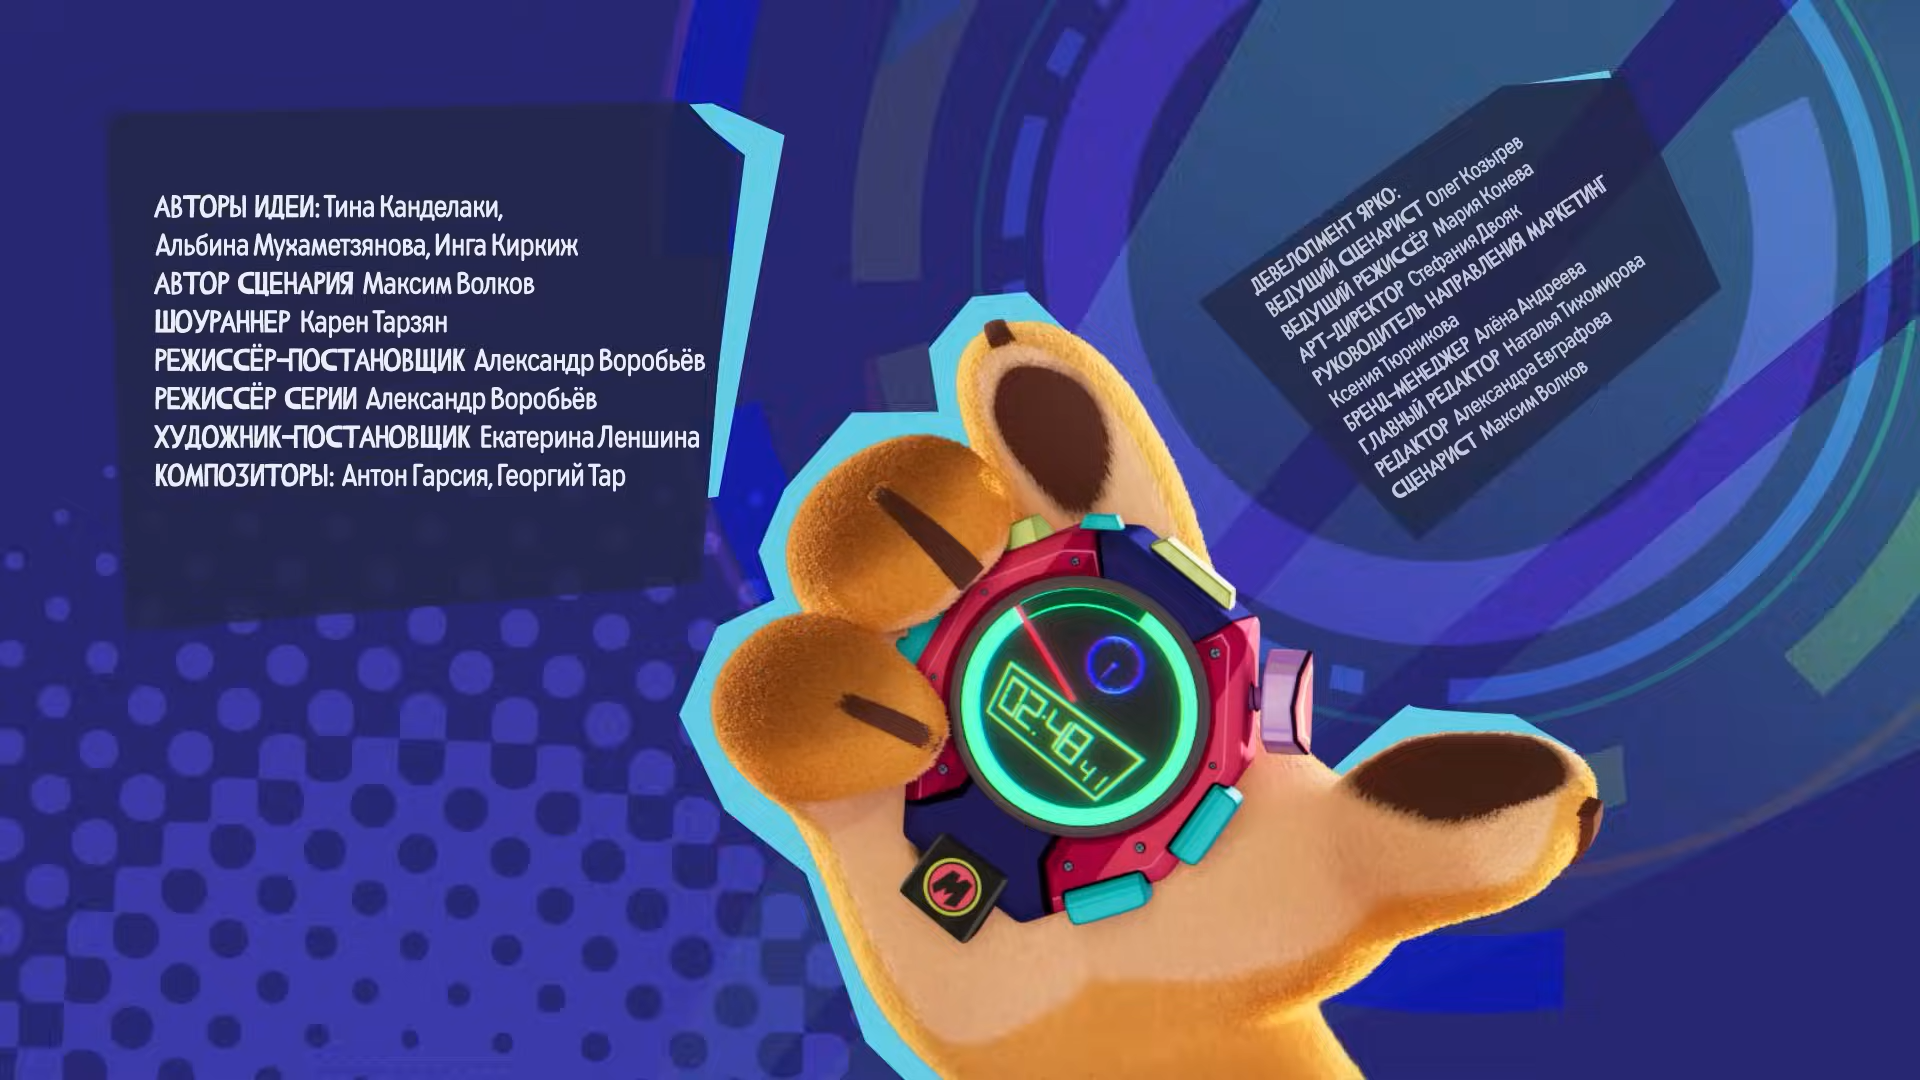 АВТОРЫ ИДЕИ: Тина Канделаки,
Альбина Мухаметзянова, Инга Киркиж
АВТОР СЦЕНАРИЯ Максим Волков
ШОУРАННЕР Карен Тарзян
РЕЖИССЁР-ПОСТАНОВЩИК Александр Воробьёв
РЕЖИССЁР СЕРИИ Александр Воробьёв
ХУДОЖНИК-ПОСТАНОВЩИК Екатерина Леншина
КОМПОЗИТОРЫ: Антон Гарсия, Георгий Тар
ДЕВЕЛОПМЕНТ ЯРКО:
ВЕДУЩИЙ СЦЕНАРИСТ Олег Козырев
ВЕДУЩИЙ РЕЖИССЁР Мария Конева
АРТ-ДИРЕКТОР Стефания Двояк
РУКОВОДИТЕЛЬ НАПРАВЛЕНИЯ МАРКЕТИНГ
Ксения Тюрникова
БРЕНД-МЕНЕДЖЕР Алёна Андреева
ГЛАВНЫЙ РЕДАКТОР Наталья Тихомирова
РЕДАКТОР Александра Евграфова
СЦЕНАРИСТ Максим Волков
02:48 41
М